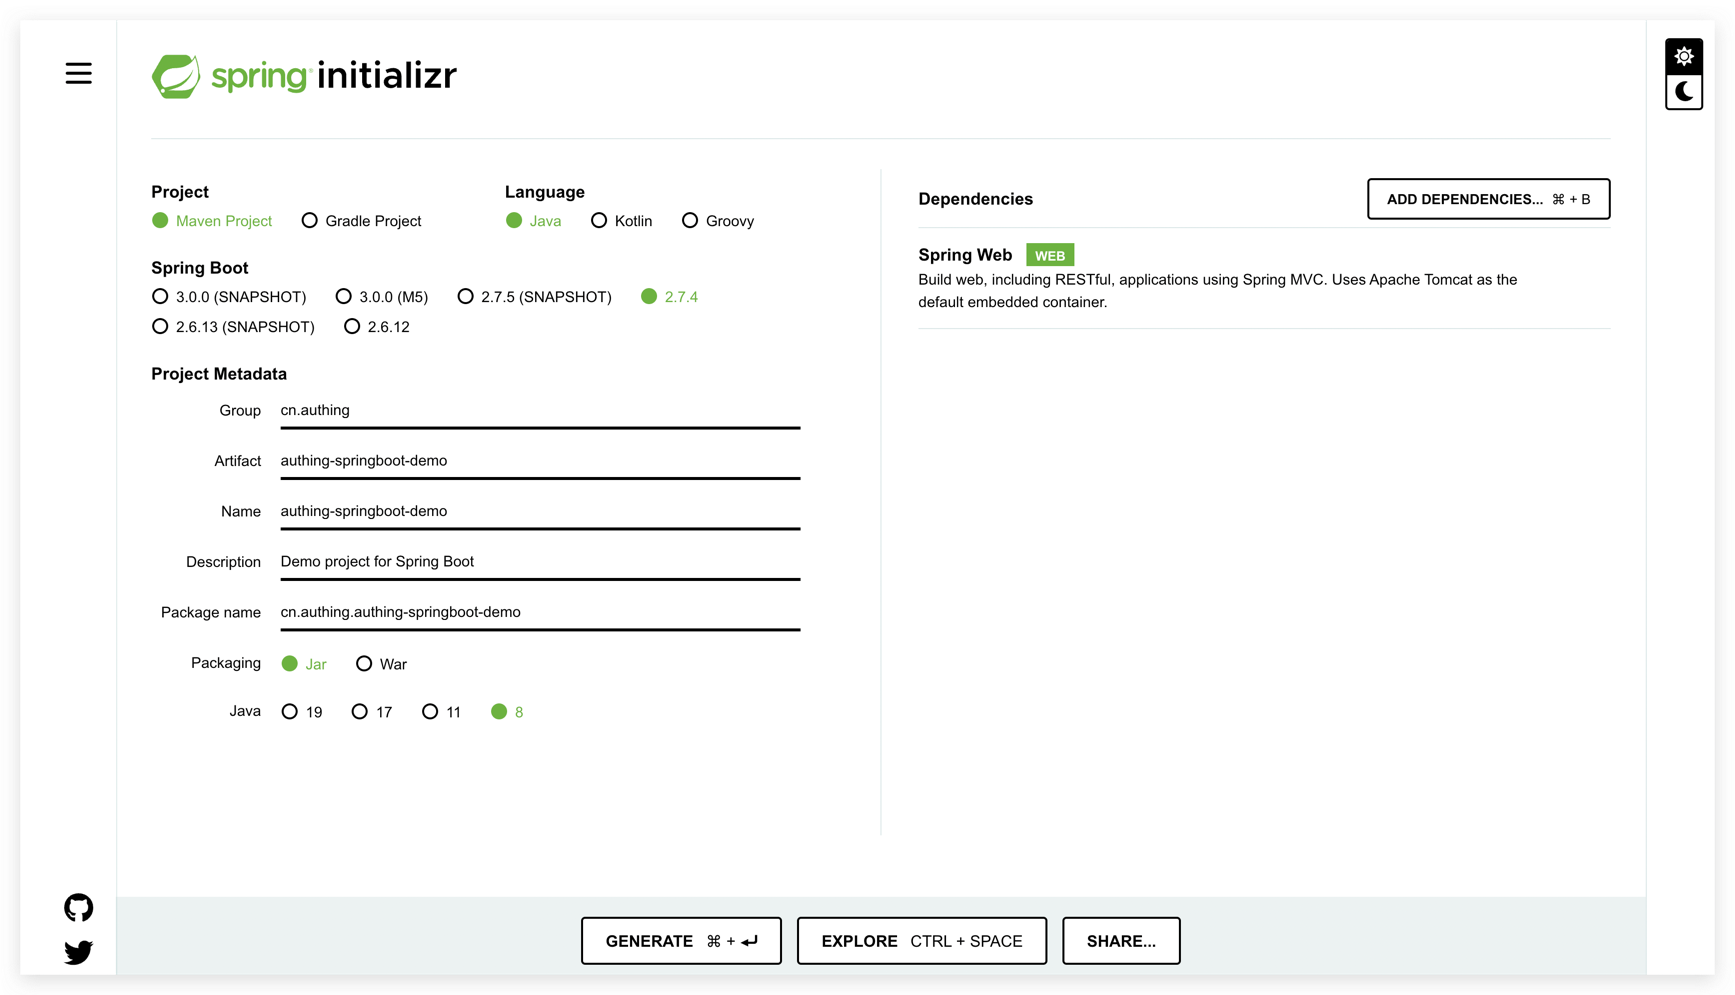 spring initializr
Project
Maven Project Gradle Project
Language
Java Kotlin Groovy
Spring Boot
3.0.0 (SNAPSHOT) 3.0.0 (M5) 2.7.5 (SNAPSHOT) 2.7.4
2.6.13 (SNAPSHOT) 2.6.12
Project Metadata
Group cn.authing
Artifact authing-springboot-demo
Name authing-springboot-demo
Description Demo project for Spring Boot
Package name cn.authing.authing-springboot-demo
Packaging Jar War
Java 19 17 11 8
Dependencies
ADD DEPENDENCIES... ⌘ + B
Spring Web WEB
Build web, including RESTful, applications using Spring MVC. Uses Apache Tomcat as the
default embedded container.
GENERATE ⌘ + ↵
EXPLORE CTRL + SPACE
SHARE...